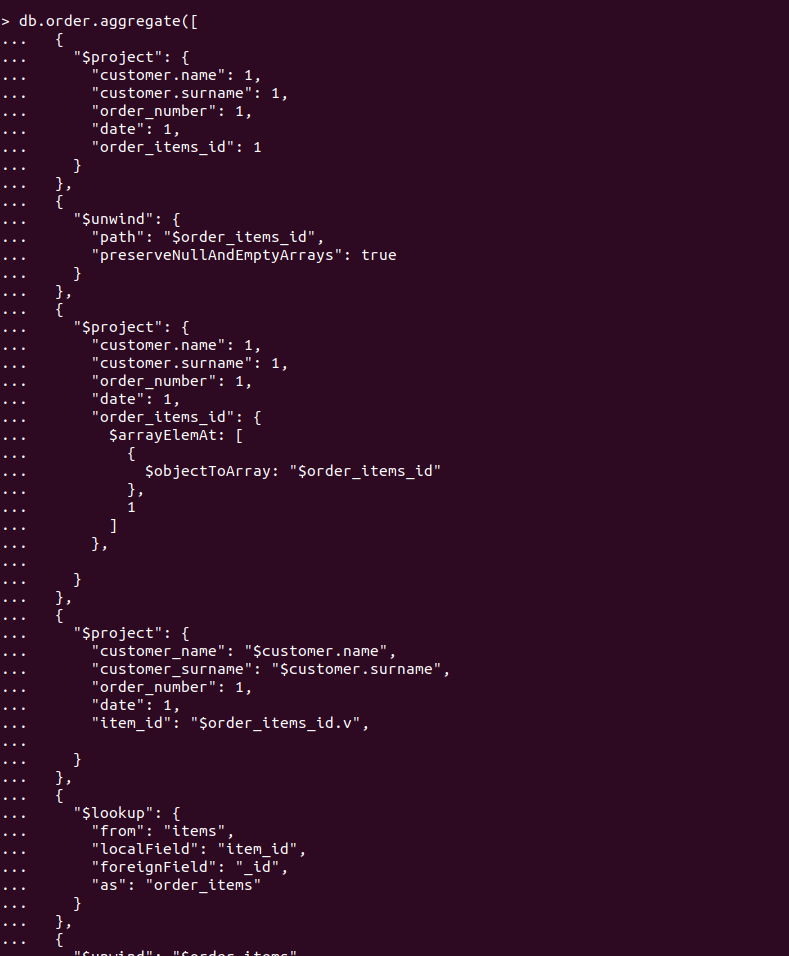 > db.order.aggregate([
...   {
...     "$project": {
...       "customer.name": 1,
...       "customer.surname": 1,
...       "order_number": 1,
...       "date": 1,
...       "order_items_id": 1
...     }
...   },
...   {
...     "$unwind": {
...       "path": "$order_items_id",
...       "preserveNullAndEmptyArrays": true
...     }
...   },
...   {
...     "$project": {
...       "customer.name": 1,
...       "customer.surname": 1,
...       "order_number": 1,
...       "date": 1,
...       "order_items_id": {
...         $arrayElemAt: [
...           {
...             $objectToArray: "$order_items_id"
...           },
...           1
...         ]
...       },
...
...     }
...   },
...   {
...     "$project": {
...       "customer_name": "$customer.name",
...       "customer_surname": "$customer.surname",
...       "order_number": 1,
...       "date": 1,
...       "item_id": "$order_items_id.v",
...
...     }
...   },
...   {
...     "$lookup": {
...       "from": "items",
...       "localField": "item_id",
...       "foreignField": "_id",
...       "as": "order_items"
...     }
...   },
...   {
"$unwind": "$order_items"